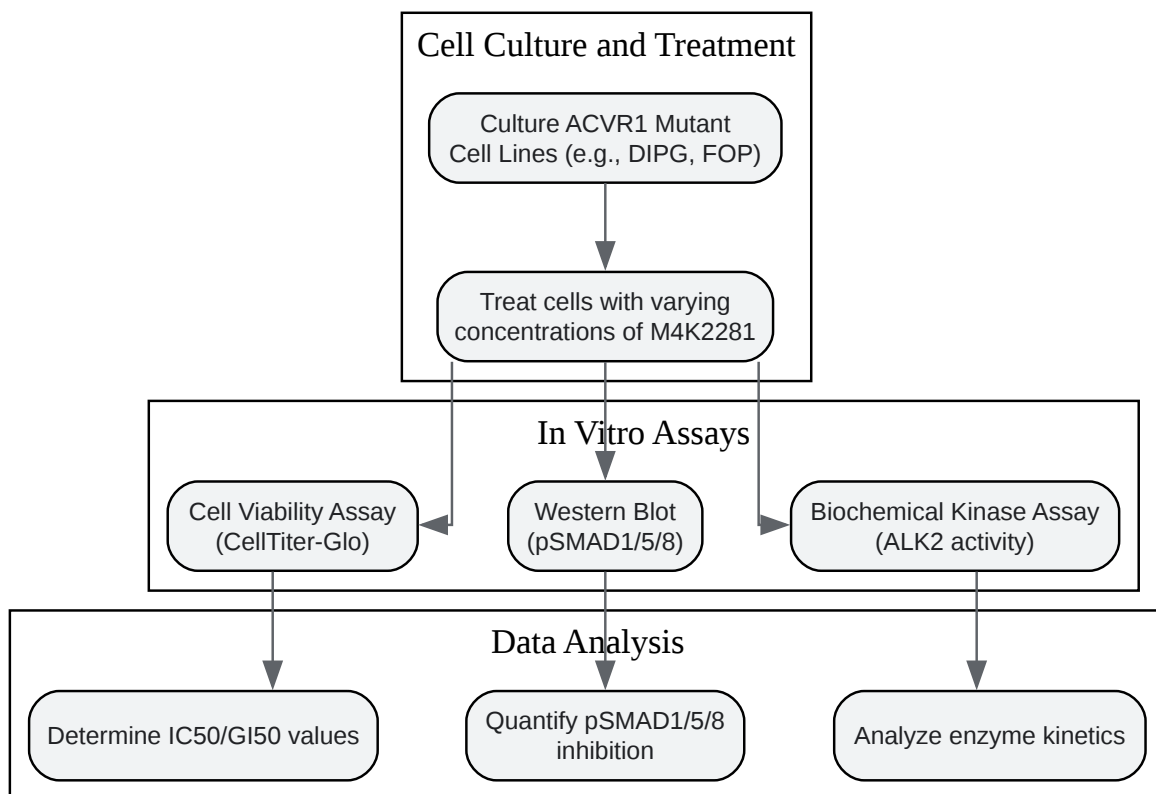 Cell Culture and Treatment
Culture ACVR1 Mutant
Cell Lines (e.g., DIPG, FOP)
Treat cells with varying
concentrations of M4K2281
In Vitro Assays
Cell Viability Assay
(CellTiter-Glo)
Western Blot
(pSMAD1/5/8)
Biochemical Kinase Assay
(ALK2 activity)
Data Analysis
Determine IC50/GI50 values
Quantify pSMAD1/5/8
inhibition
Analyze enzyme kinetics